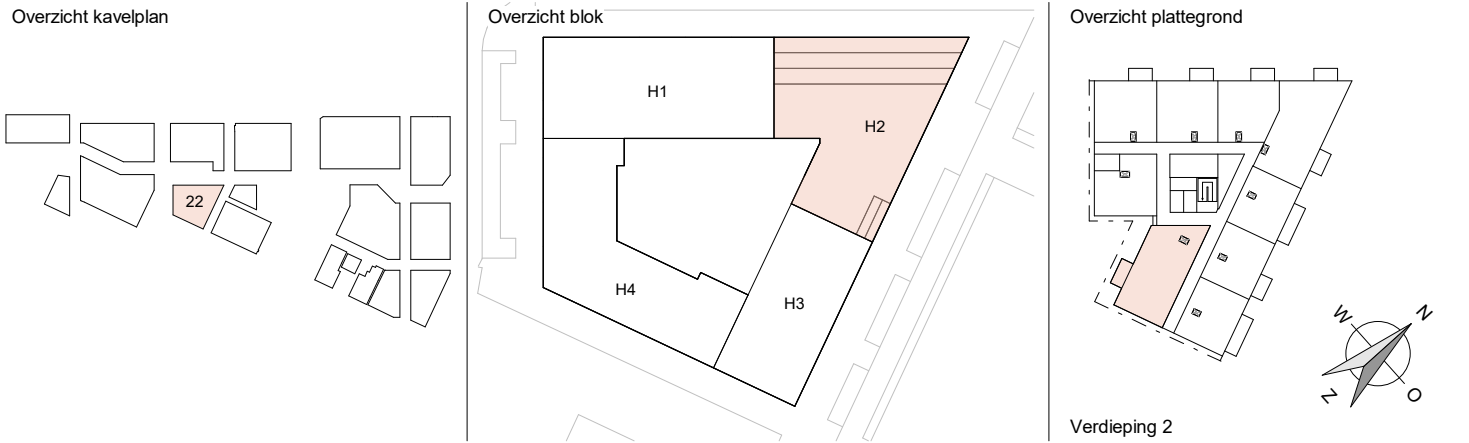 Overzicht kavelplan
22
Overzicht blok
H1
H2
H4
H3
Overzicht plattegrond
W
N
Z
O
Verdieping 2